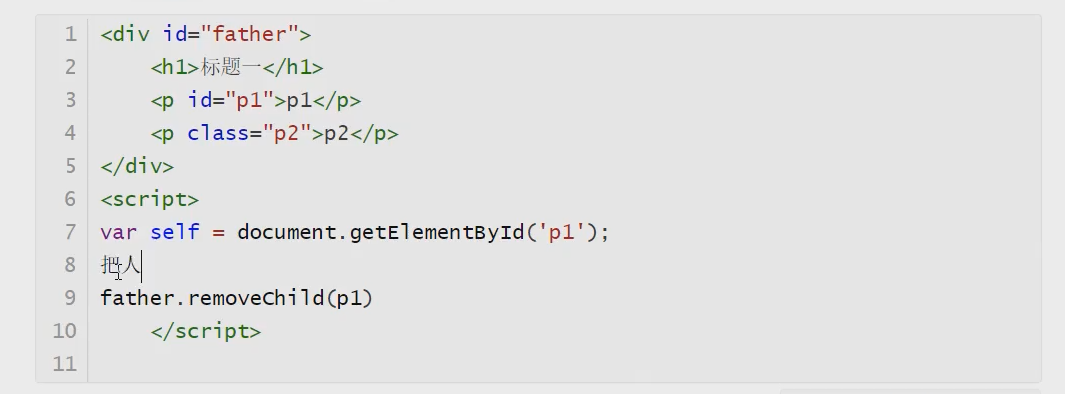 1 <div id="father">
2 <h1>标题一</h1>
3 <p id="p1">p1</p>
4 <p class="p2">p2</p>
5 </div>
6 <script>
7 var self = document.getElementById('p1');
8 把人
9 father.removeChild(p1)
10 </script>
11